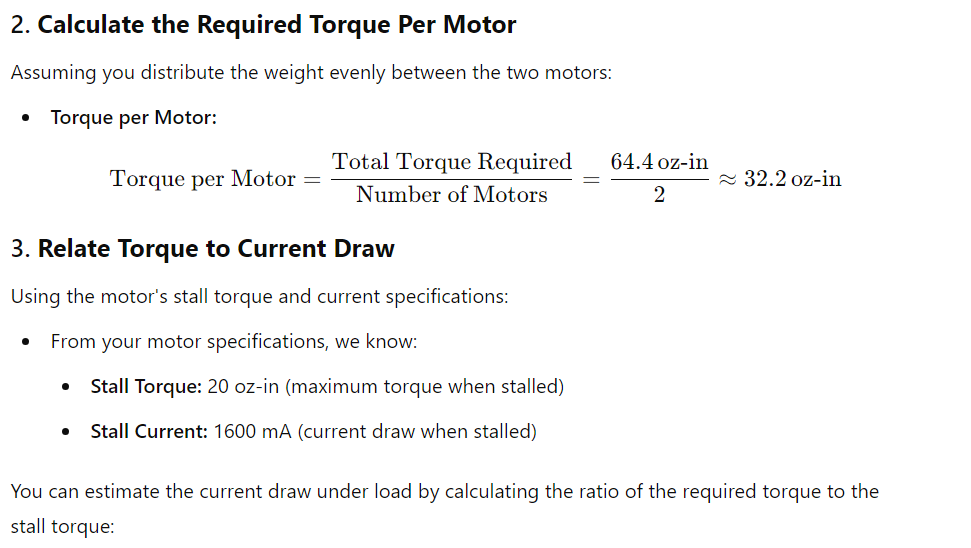 2. Calculate the Required Torque Per Motor
Assuming you distribute the weight evenly between the two motors:
• Torque per Motor:
Torque per Motor = Total Torque Required / Number of Motors = 64.4 oz-in / 2 ≈ 32.2 oz-in
3. Relate Torque to Current Draw
Using the motor's stall torque and current specifications:
• From your motor specifications, we know:
• Stall Torque: 20 oz-in (maximum torque when stalled)
• Stall Current: 1600 mA (current draw when stalled)
You can estimate the current draw under load by calculating the ratio of the required torque to the
stall torque: